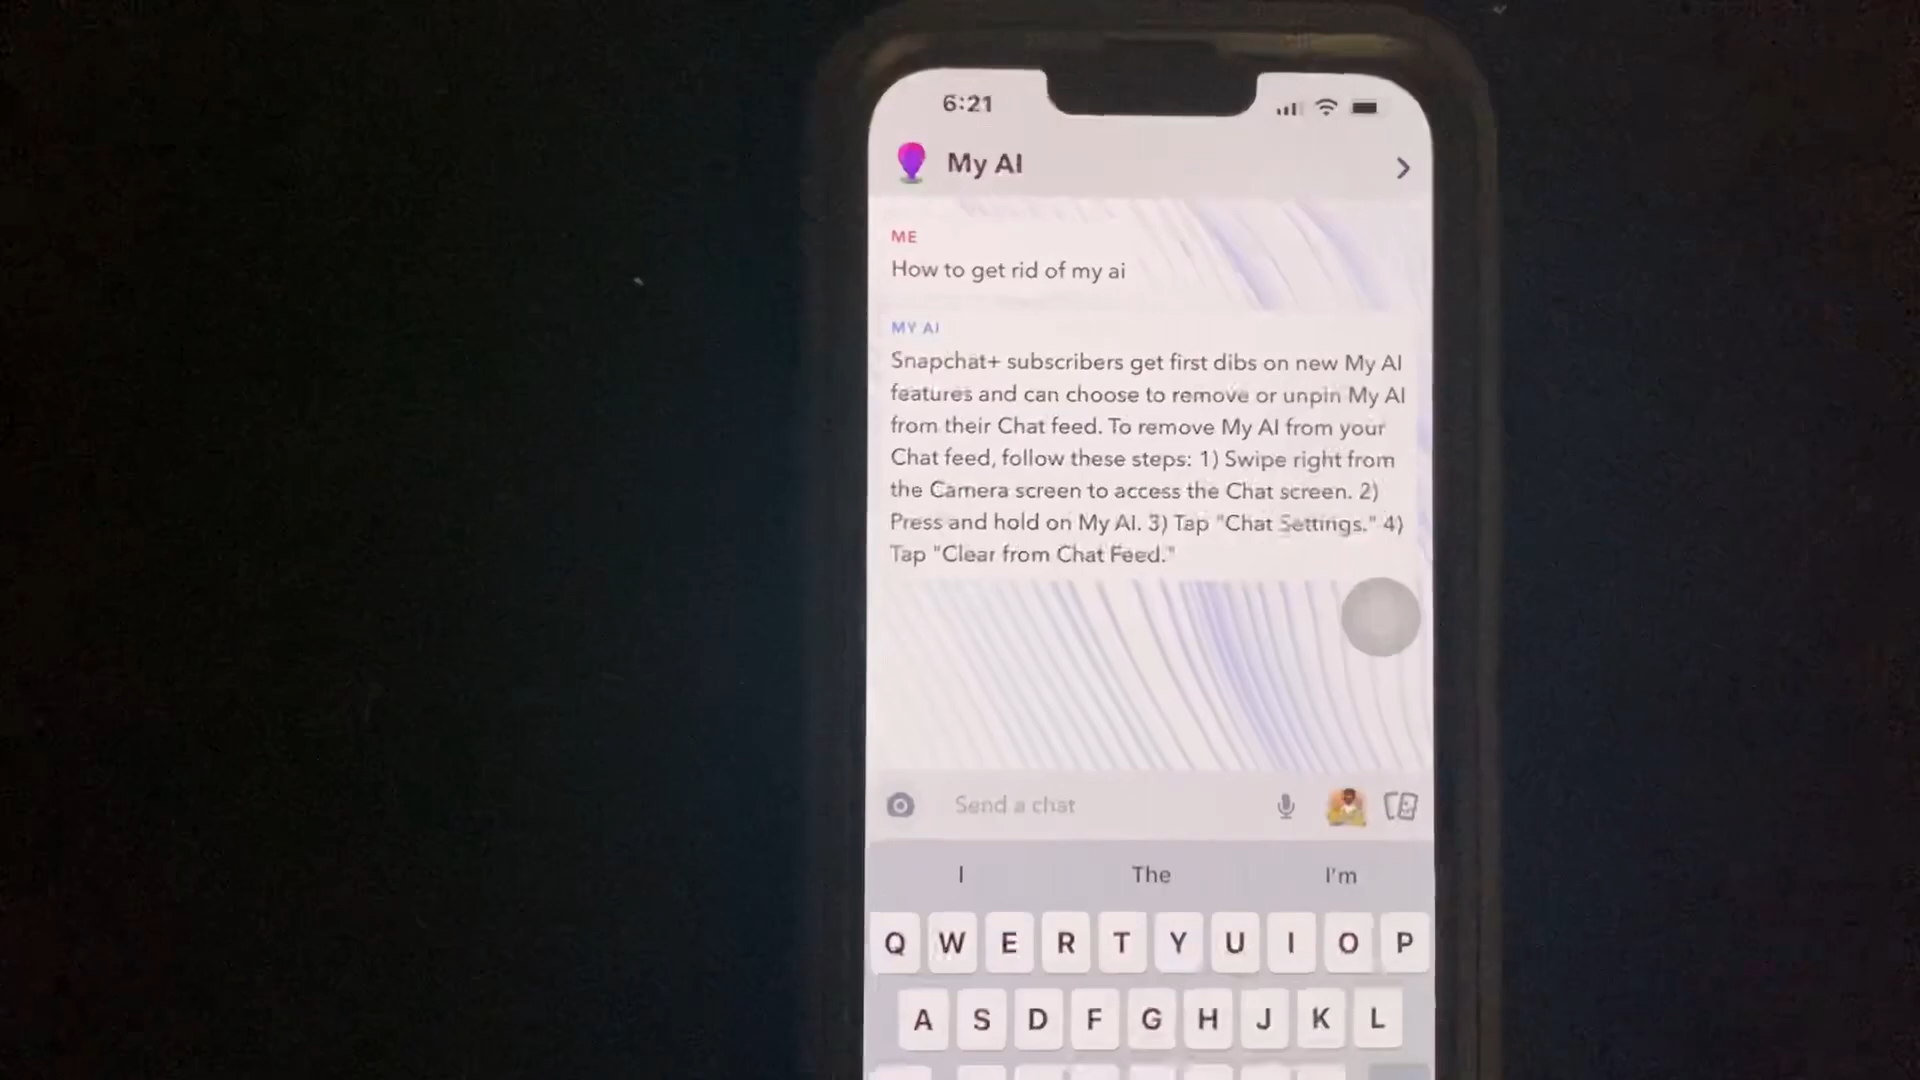 6:21
My AI
ME
How to get rid of my ai
MY AI
Snapchat+ subscribers get first dibs on new My AI
features and can choose to remove or unpin My AI
from their Chat feed. To remove My AI from your
Chat feed, follow these steps: 1) Swipe right from
the Camera screen to access the Chat screen. 2)
Press and hold on My AI. 3) Tap "Chat Settings." 4)
Tap "Clear from Chat Feed."
Send a chat
I The I'm
Q W E R T Y U I O P
A S D F G H J K L